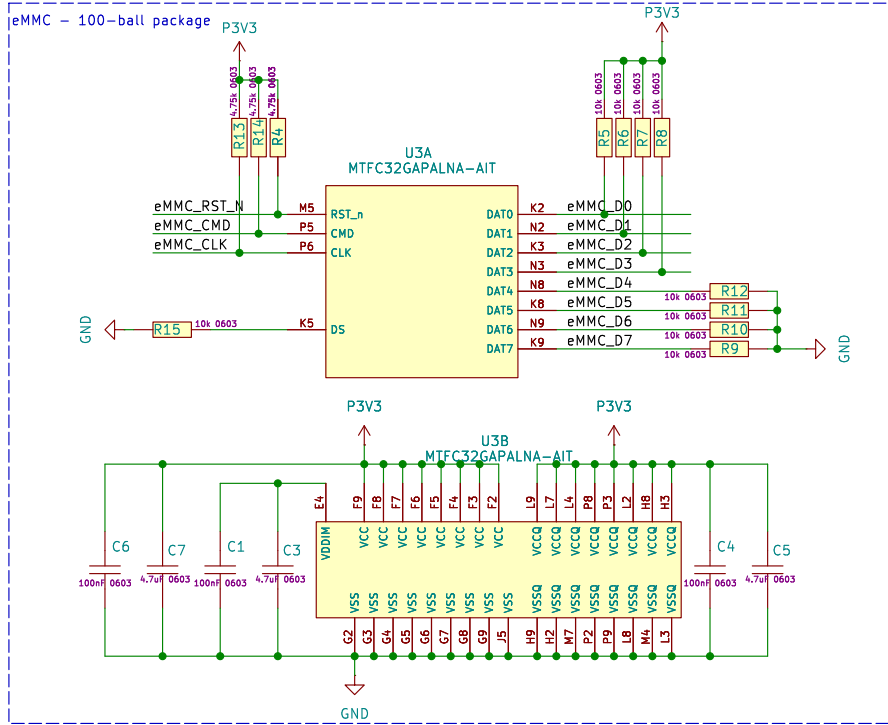 eMMC - 100-ball package
P3V3
P3V3
4.75k 0603
4.75k 0603
4.75k 0603
10k 0603
10k 0603
10k 0603
10k 0603
R13
R14
R4
R5
R6
R7
R8
U3A
MTFC32GAPALNA-AIT
eMMC_RST_N
M5
RST_n
DAT0
K2
eMMC_D0
eMMC_CMD
P5
CMD
DAT1
N2
eMMC_D1
eMMC_CLK
P6
CLK
DAT2
K3
eMMC_D2
DAT3
N3
eMMC_D3
DAT4
N8
eMMC_D4
10k 0603
R12
DAT5
K8
eMMC_D5
10k 0603
R11
GND
R15
10k 0603
K5
DS
DAT6
N9
eMMC_D6
10k 0603
R10
DAT7
K9
eMMC_D7
10k 0603
R9
GND
P3V3
P3V3
U3B
MTFC32GAPALNA-AIT
E4
F9
F8
F7
F6
F5
F4
F3
F2
L9
L7
L4
P8
P3
L2
H8
H3
VDDIM
VCC
VCC
VCC
VCC
VCC
VCC
VCC
VCC
VCCQ
VCCQ
VCCQ
VCCQ
VCCQ
VCCQ
VCCQ
VCCQ
C6
100nF 0603
C7
4.7uF 0603
C1
100nF 0603
C3
4.7uF 0603
C4
100nF 0603
C5
4.7uF 0603
VSS
VSS
VSS
VSS
VSS
VSS
VSS
VSS
VSS
VSSQ
VSSQ
VSSQ
VSSQ
VSSQ
VSSQ
VSSQ
VSSQ
G2
G3
G4
G5
G6
G7
G8
G9
J5
H9
H2
M7
P2
P9
L8
M4
L3
GND